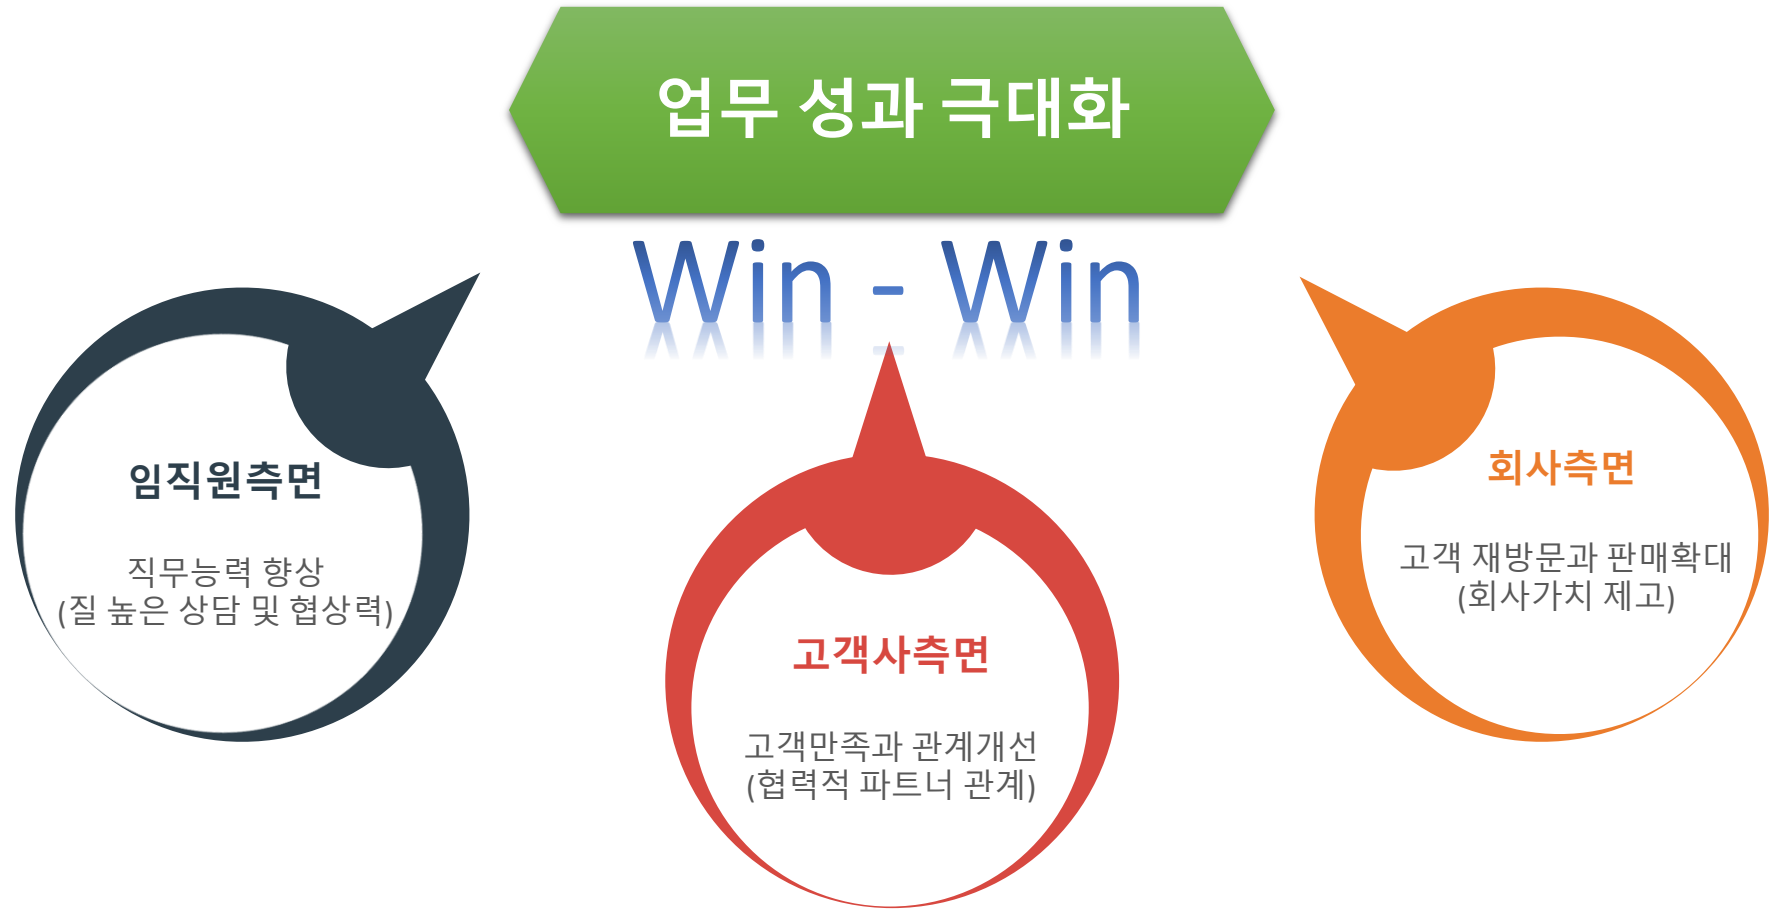 업무 성과 극대화
Win - Win
임직원측면
직무능력 향상
(질 높은 상담 및 협상력)
고객사측면
고객만족과 관계개선
(협력적 파트너 관계)
회사측면
고객 재방문과 판매확대
(회사가치 제고)